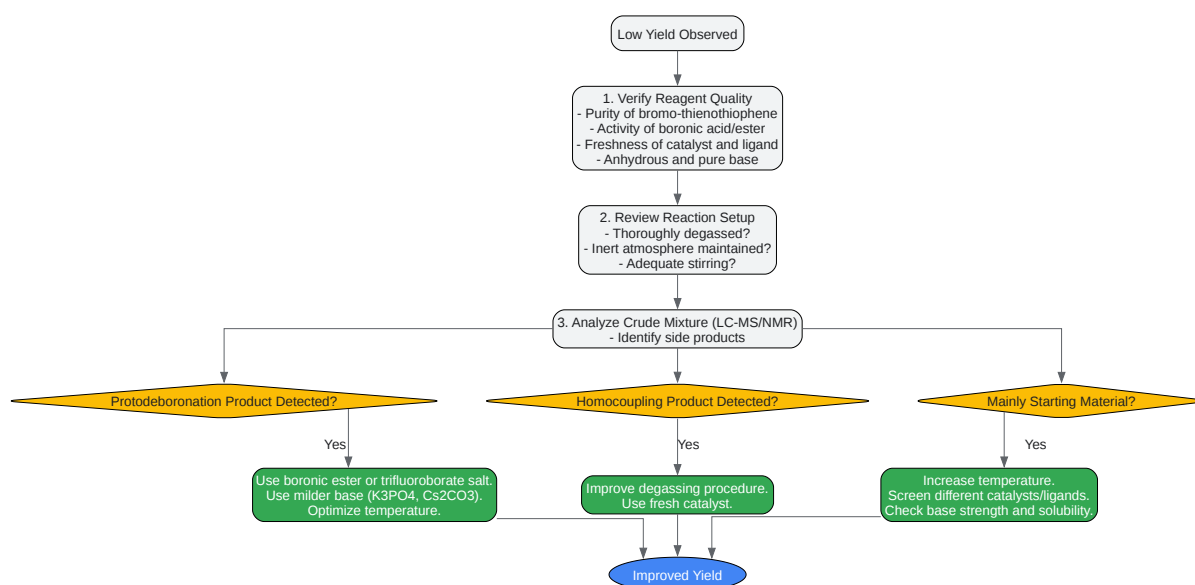 Low Yield Observed
1. Verify Reagent Quality
- Purity of bromo-thienothiophene
- Activity of boronic acid/ester
- Freshness of catalyst and ligand
- Anhydrous and pure base
2. Review Reaction Setup
- Thoroughly degassed?
- Inert atmosphere maintained?
- Adequate stirring?
3. Analyze Crude Mixture (LC-MS/NMR)
- Identify side products
Protodeboronation Product Detected?
Homocoupling Product Detected?
Mainly Starting Material?
Yes
Yes
Yes
Use boronic ester or trifluoroborate salt.
Use milder base (K3PO4, Cs2CO3).
Optimize temperature.
Improve degassing procedure.
Use fresh catalyst.
Increase temperature.
Screen different catalysts/ligands.
Check base strength and solubility.
Improved Yield